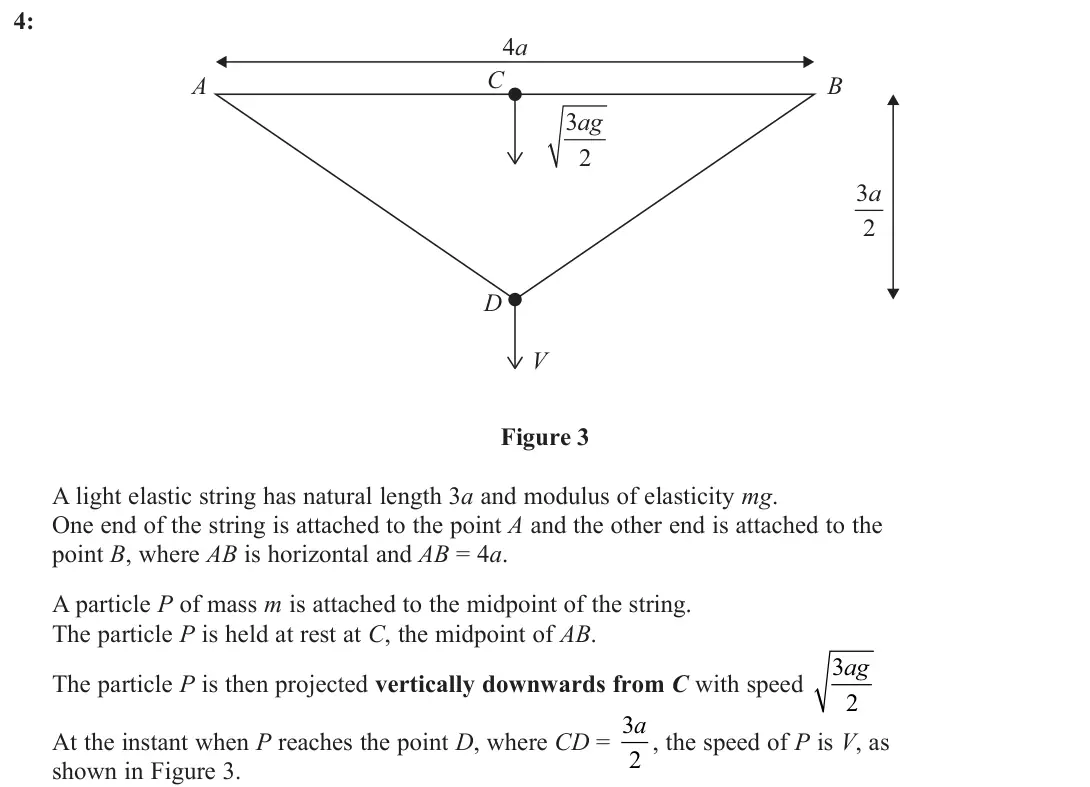 4:
4a
A
C
B
√(3ag/2)
3a/2
D
V
Figure 3
A light elastic string has natural length 3a and modulus of elasticity mg.
One end of the string is attached to the point A and the other end is attached to the
point B, where AB is horizontal and AB = 4a.
A particle P of mass m is attached to the midpoint of the string.
The particle P is held at rest at C, the midpoint of AB.
The particle P is then projected vertically downwards from C with speed √(3ag/2)
At the instant when P reaches the point D, where CD = 3a/2, the speed of P is V, as
shown in Figure 3.